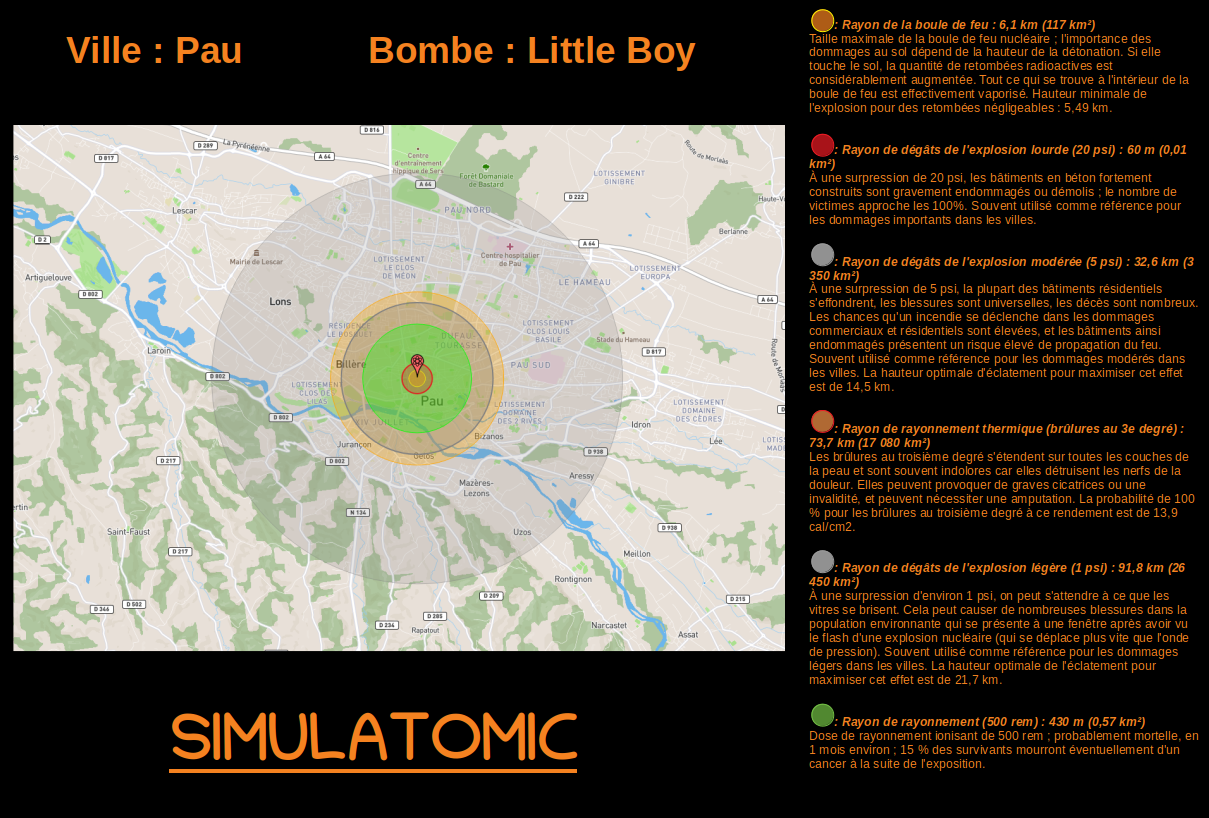 Ville : Pau
Bombe : Little Boy
D 816
La Pyrénéenne
D 289
D 817
A 64
Centre
d'entraînement
hippique de Sers
Forêt Domaniale
de Bastard
A 64
Route de Morlaàs
LOTISSEMENT
GINIBRE
D 222
Lescar
PAU NORD
Berlanne
D 2
Mairie de Lescar
LOTISSEMENT
LE CLOS
DE MÉON
Centre hospitalier
de Pau
A 64
LOTISSEMENT
EUROPA
Artiguelouve
D 802
Lons
LE HAMEAU
A 64
RÉSIDENCE
LE BOSQUET
DUFAU-
TOURASSE
LOTISSEMENT
CLOS LOUIS
BASILE
Stade du Hameau
Laroin
D 817
Billère
PAU SUD
D 802
LOTISSEMENT
CLOS DES
LILAS
Pau
D 802
XIV JUILLET
LOTISSEMENT
DOMAINE
DES 2 RIVES
LOTISSEMENT
DOMAINE
DES CÈDRES
Idron
Jurançon
Bizanos
Lée
Gelos
D 938
D 217
D 802
Aressy
Mazères-
Lezons
N 134
Saint-Faust
Uzos
D 938
D 217
Meillon
Rontignon
D 346
D 502
D 209
D 215
D 285
D 234
Rapatout
Narcastet
Assat
SIMULATOMIC
: Rayon de la boule de feu : 6,1 km (117 km²)
Taille maximale de la boule de feu nucléaire ; l'importance des
dommages au sol dépend de la hauteur de la détonation. Si elle
touche le sol, la quantité de retombées radioactives est
considérablement augmentée. Tout ce qui se trouve à l'intérieur de la
boule de feu est effectivement vaporisé. Hauteur minimale de
l'explosion pour des retombées négligeables : 5,49 km.
: Rayon de dégâts de l'explosion lourde (20 psi) : 60 m (0,01
km²)
À une surpression de 20 psi, les bâtiments en béton fortement
construits sont gravement endommagés ou démolis ; le nombre de
victimes approche les 100%. Souvent utilisé comme référence pour
les dommages importants dans les villes.
: Rayon de dégâts de l'explosion modérée (5 psi) : 32,6 km (3
350 km²)
À une surpression de 5 psi, la plupart des bâtiments résidentiels
s'effondrent, les blessures sont universelles, les décès sont nombreux.
Les chances qu'un incendie se déclenche dans les dommages
commerciaux et résidentiels sont élevées, et les bâtiments ainsi
endommagés présentent un risque élevé de propagation du feu.
Souvent utilisé comme référence pour les dommages modérés dans
les villes. La hauteur optimale d'éclatement pour maximiser cet effet
est de 14,5 km.
: Rayon de rayonnement thermique (brûlures au 3e degré) :
73,7 km (17 080 km²)
Les brûlures au troisième degré s'étendent sur toutes les couches de
la peau et sont souvent indolores car elles détruisent les nerfs de la
douleur. Elles peuvent provoquer de graves cicatrices ou une
invalidité, et peuvent nécessiter une amputation. La probabilité de 100
% pour les brûlures au troisième degré à ce rendement est de 13,9
cal/cm2.
: Rayon de dégâts de l'explosion légère (1 psi) : 91,8 km (26
450 km²)
À une surpression d'environ 1 psi, on peut s'attendre à ce que les
vitres se brisent. Cela peut causer de nombreuses blessures dans la
population environnante qui se présente à une fenêtre après avoir vu
le flash d'une explosion nucléaire (qui se déplace plus vite que l'onde
de pression). Souvent utilisé comme référence pour les dommages
légers dans les villes. La hauteur optimale de l'éclatement pour
maximiser cet effet est de 21,7 km.
: Rayon de rayonnement (500 rem) : 430 m (0,57 km²)
Dose de rayonnement ionisant de 500 rem ; probablement mortelle, en
1 mois environ ; 15 % des survivants mourront éventuellement d'un
cancer à la suite de l'exposition.